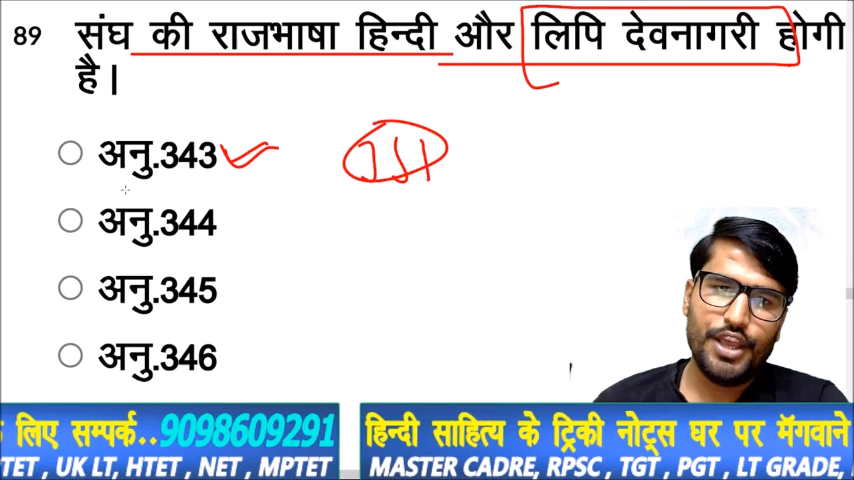 89 संघ की राजभाषा हिन्दी और लिपि देवनागरी होगी
है।
अनु.343
अनु.344
अनु.345
अनु.346
लिए सम्पर्क..9098609291 हिन्दी साहित्य के ट्रिकी नोट्स घर पर मँगवाने
TET, UK LT, HTET, NET, MPTET MASTER CADRE, RPSC, TGT, PGT, LT GRADE,